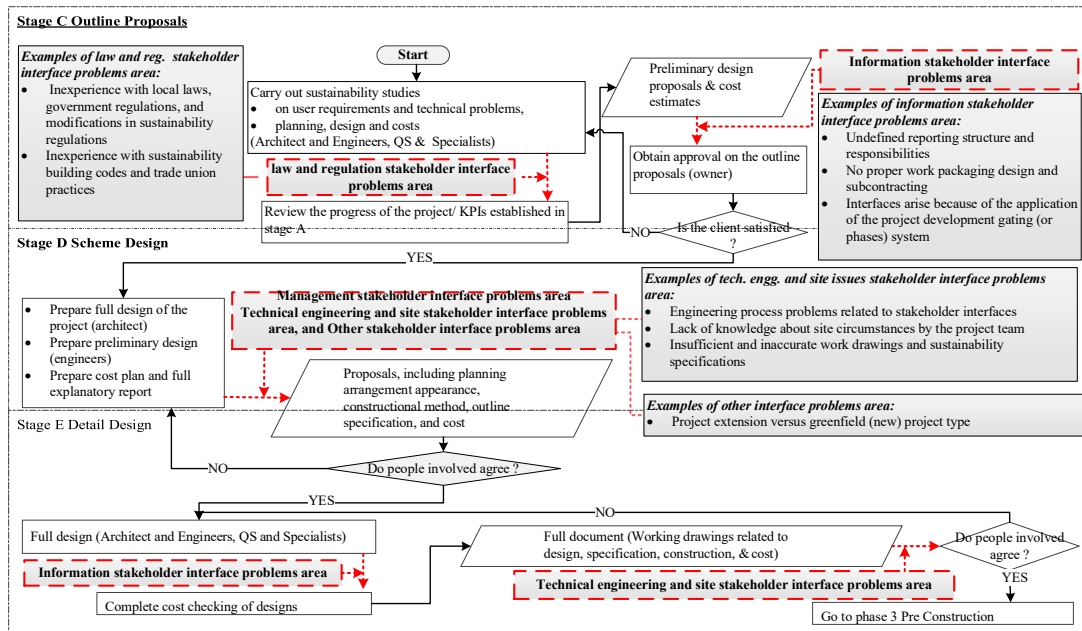 Stage C Outline Proposals
Examples of law and reg. stakeholder
interface problems area:
• Inexperience with local laws,
government regulations, and
modifications in sustainability
regulations
• Inexperience with sustainability
building codes and trade union
practices
Start
Carry out sustainability studies
• on user requirements and technical problems,
• planning, design and costs
(Architect and Engineers, QS & Specialists)
law and regulation stakeholder interface
problems area
Review the progress of the project/ KPIs established in
stage A
Preliminary design
proposals & cost
estimates
Obtain approval on the outline
proposals (owner)
Is the client satisfied
?
NO
YES
Information stakeholder interface
problems area
Examples of information stakeholder
interface problems area:
• Undefined reporting structure and
responsibilities
• No proper work packaging design and
subcontracting
• Interfaces arise because of the application
of the project development gating (or
phases) system
Stage D Scheme Design
• Prepare full design of
the project (architect)
• Prepare preliminary design
(engineers)
• Prepare cost plan and full
explanatory report
Management stakeholder interface problems area
Technical engineering and site stakeholder interface problems
area, and Other stakeholder interface problems area
Examples of tech. engg. and site issues stakeholder interface problems
area:
• Engineering process problems related to stakeholder interfaces
• Lack of knowledge about site circumstances by the project team
• Insufficient and inaccurate work drawings and sustainability
specifications
Proposals, including planning
arrangement appearance,
constructional method, outline
specification, and cost
Examples of other interface problems area:
• Project extension versus greenfield (new) project type
Stage E Detail Design
Do people involved agree ?
NO
YES
Full design (Architect and Engineers, QS and Specialists)
Information stakeholder interface problems area
Complete cost checking of designs
NO
Full document (Working drawings related to
design, specification, construction, & cost)
Technical engineering and site stakeholder interface problems area
Do people involved
agree ?
YES
Go to phase 3 Pre Construction